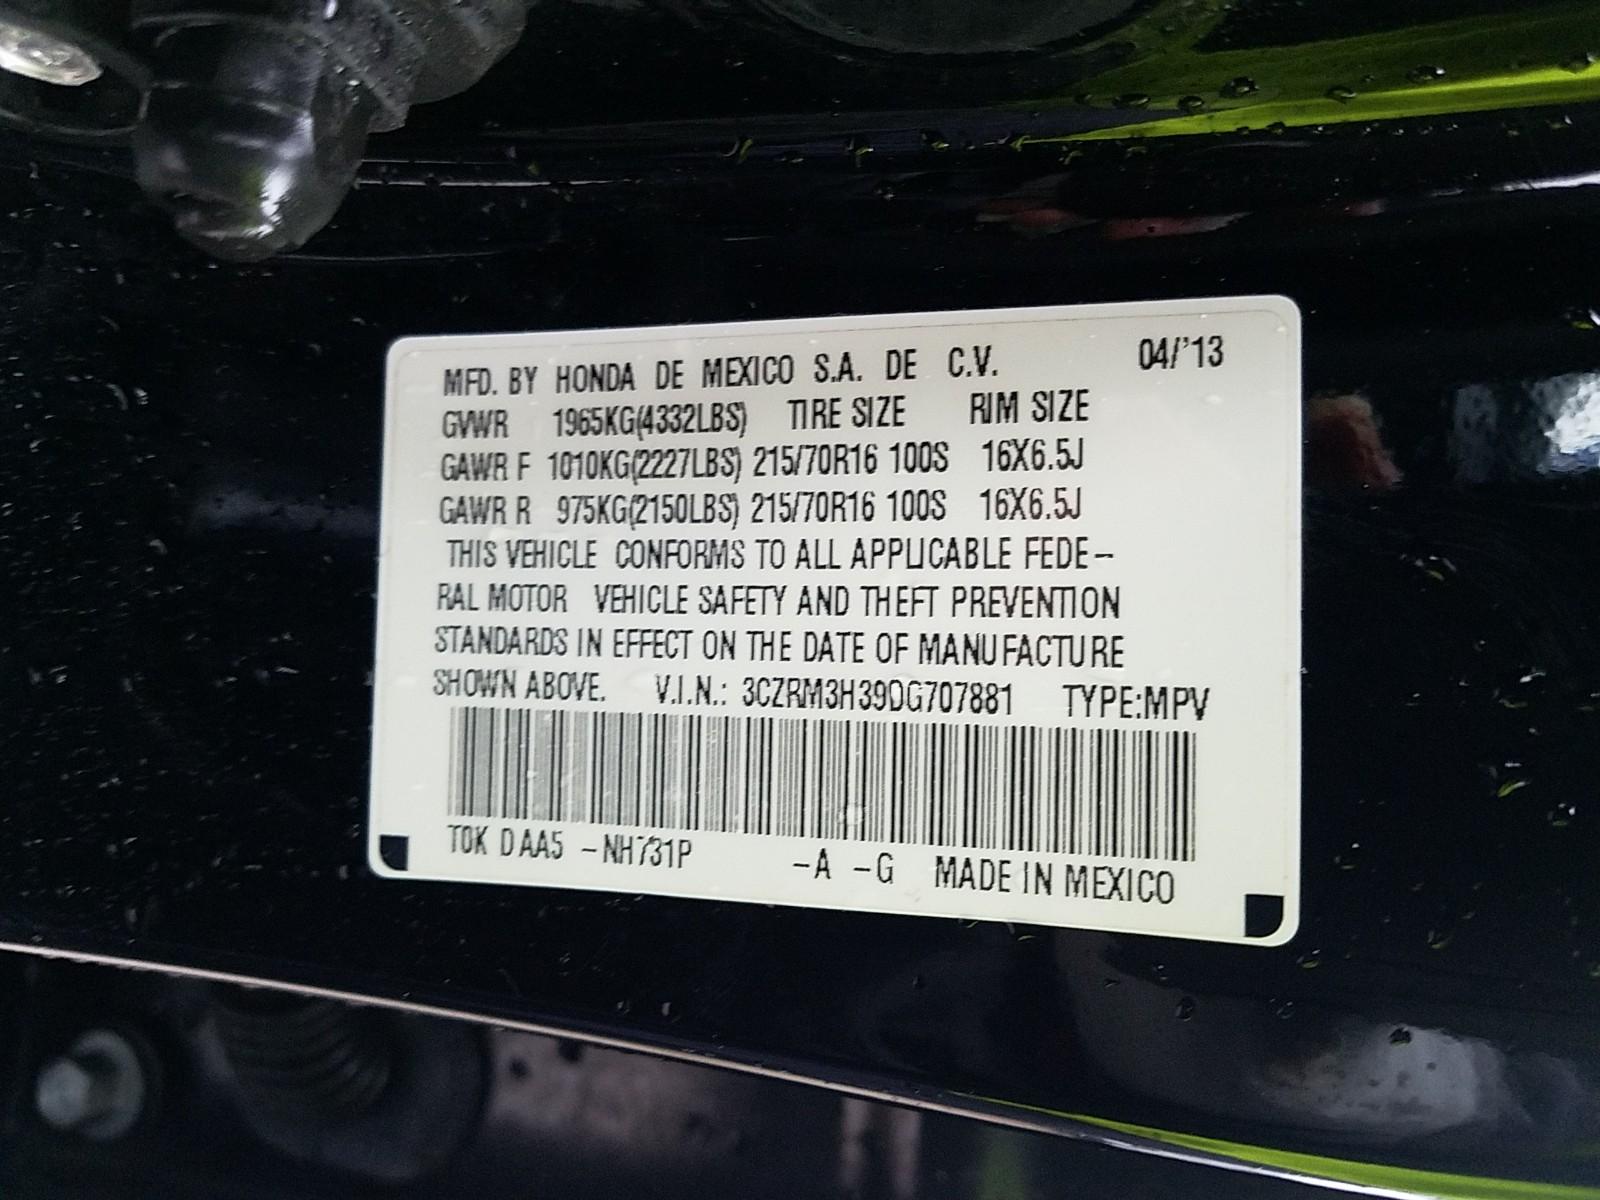 MFD. BY HONDA DE MEXICO S.A. DE C.V. 04/'13
GVWR 1965KG(4332LBS) TIRE SIZE RIM SIZE
GAWR F 1010KG(2227LBS) 215/70R16 100S 16X6.5J
GAWR R 975KG(2150LBS) 215/70R16 100S 16X6.5J
THIS VEHICLE CONFORMS TO ALL APPLICABLE FEDE-
RAL MOTOR VEHICLE SAFETY AND THEFT PREVENTION
STANDARDS IN EFFECT ON THE DATE OF MANUFACTURE
SHOWN ABOVE. V.I.N.: 3CZRM3H39DG707881 TYPE:MPV
T0K DAA5 -NH731P -A -G MADE IN MEXICO